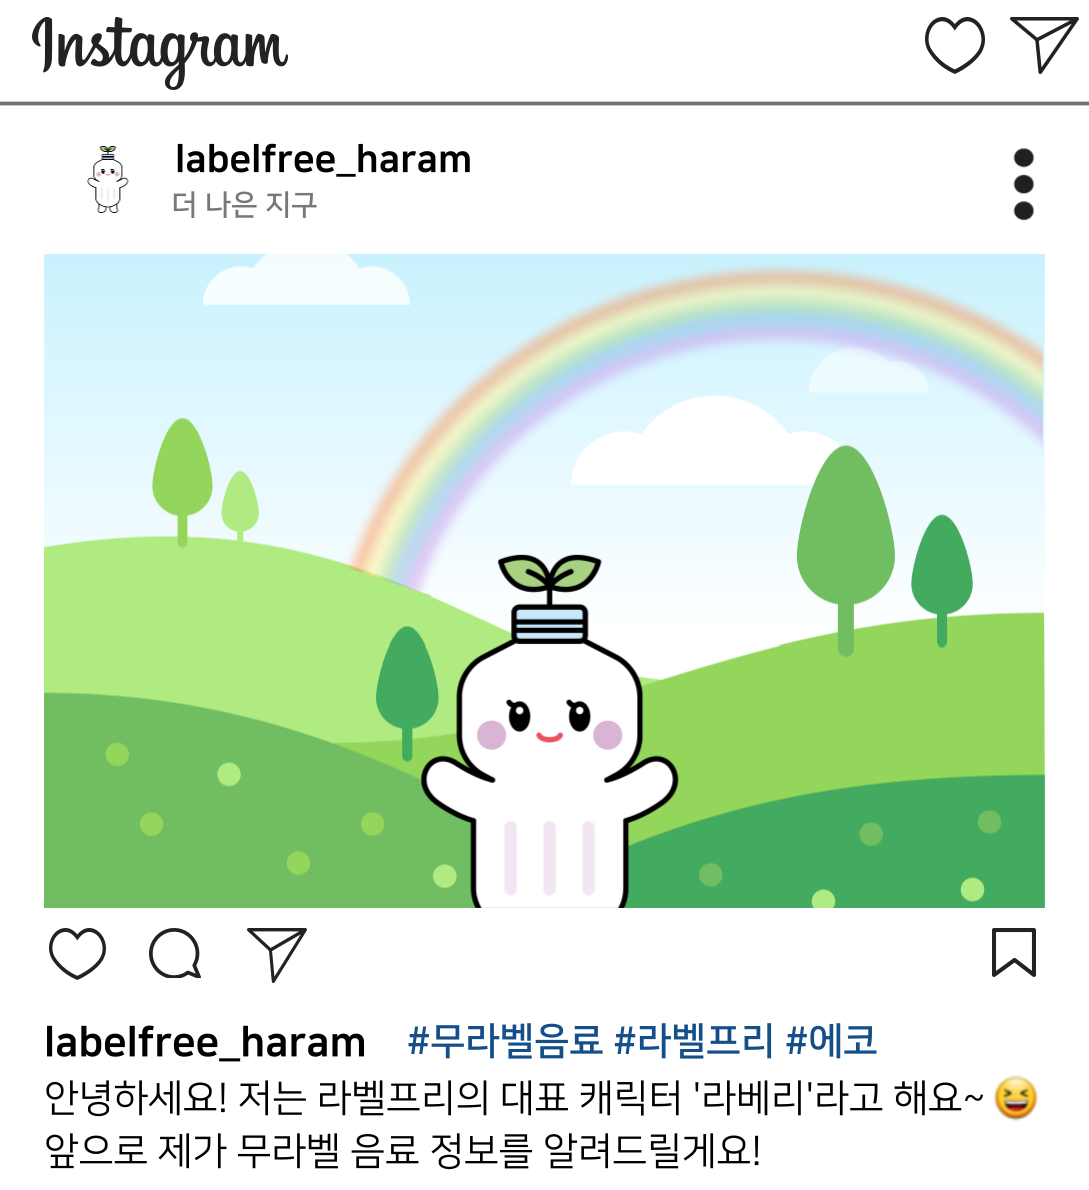 Instagram
labelfree_haram
더 나은 지구
labelfree_haram #무라벨음료 #라벨프리 #에코
안녕하세요! 저는 라벨프리의 대표 캐릭터 '라베리'라고 해요~ 😆
앞으로 제가 무라벨 음료 정보를 알려드릴게요!